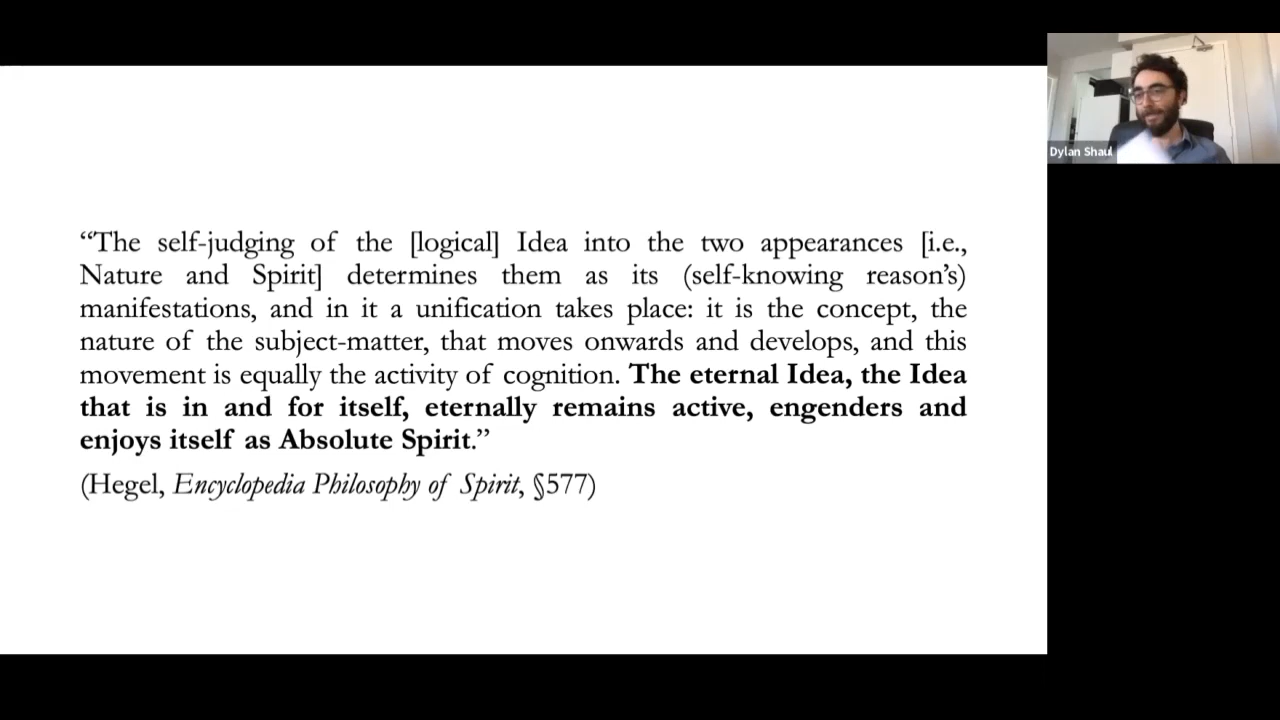 “The self-judging of the [logical] Idea into the two appearances [i.e.,
Nature and Spirit] determines them as its (self-knowing reason’s)
manifestations, and in it a unification takes place: it is the concept, the
nature of the subject-matter, that moves onwards and develops, and this
movement is equally the activity of cognition. The eternal Idea, the Idea
that is in and for itself, eternally remains active, engenders and
enjoys itself as Absolute Spirit.”
(Hegel, Encyclopedia Philosophy of Spirit, §577)
Dylan Shaul